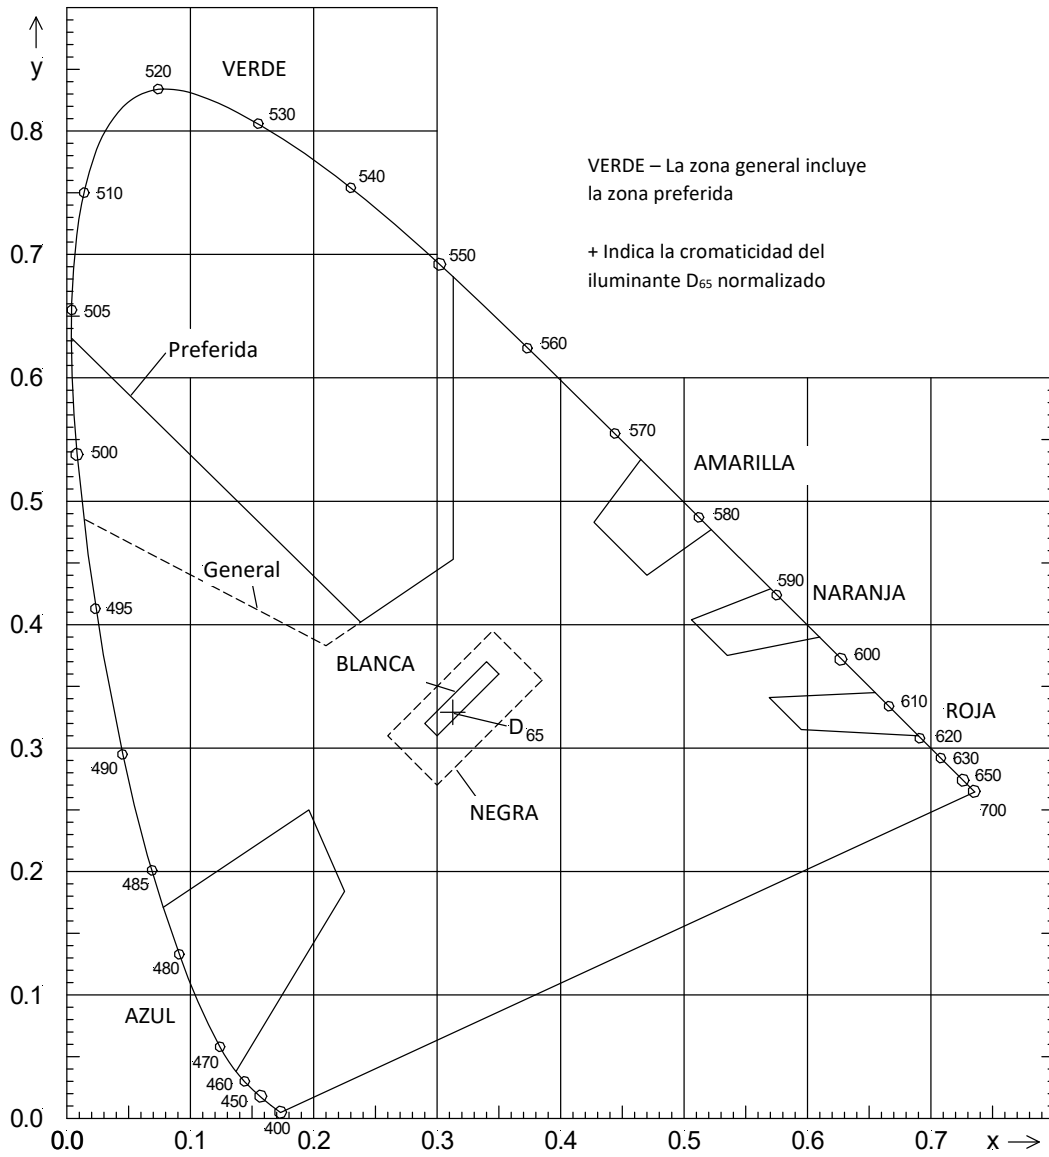 y
520
VERDE
530
0.8
VERDE – La zona general incluye
la zona preferida
540
510
+ Indica la cromaticidad del
iluminante D65 normalizado
550
0.7
505
Preferida
560
0.6
570
500
AMARILLA
580
0.5
General
590
NARANJA
495
0.4
BLANCA
600
610
ROJA
D65
620
0.3
630
490
650
NEGRA
700
0.2
485
480
0.1
AZUL
470
460
450
400
0.0
0.0 0.1 0.2 0.3 0.4 0.5 0.6 0.7 x